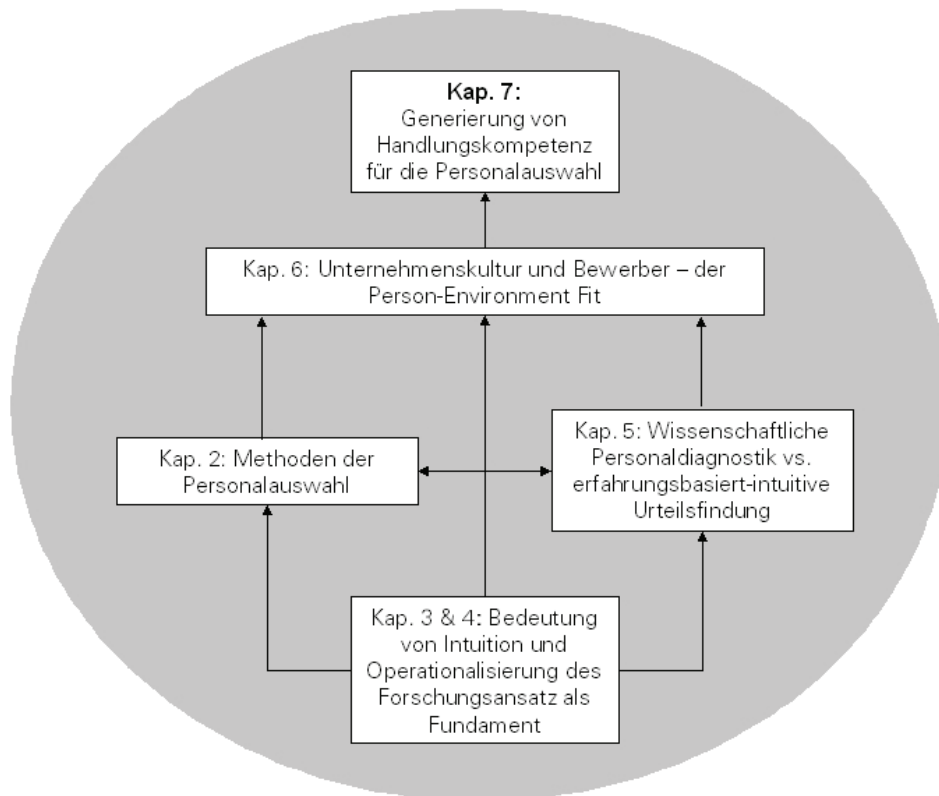 Kap. 7:
Generierung von
Handlungskompetenz
für die Personalauswahl
Kap. 6: Unternehmenskultur und Bewerber – der
Person-Environment Fit
Kap. 2: Methoden der
Personalauswahl
Kap. 5: Wissenschaftliche
Personaldiagnostik vs.
erfahrungsbasiert-intuitive
Urteilsfindung
Kap. 3 & 4: Bedeutung
von Intuition und
Operationalisierung des
Forschungsansatz als
Fundament